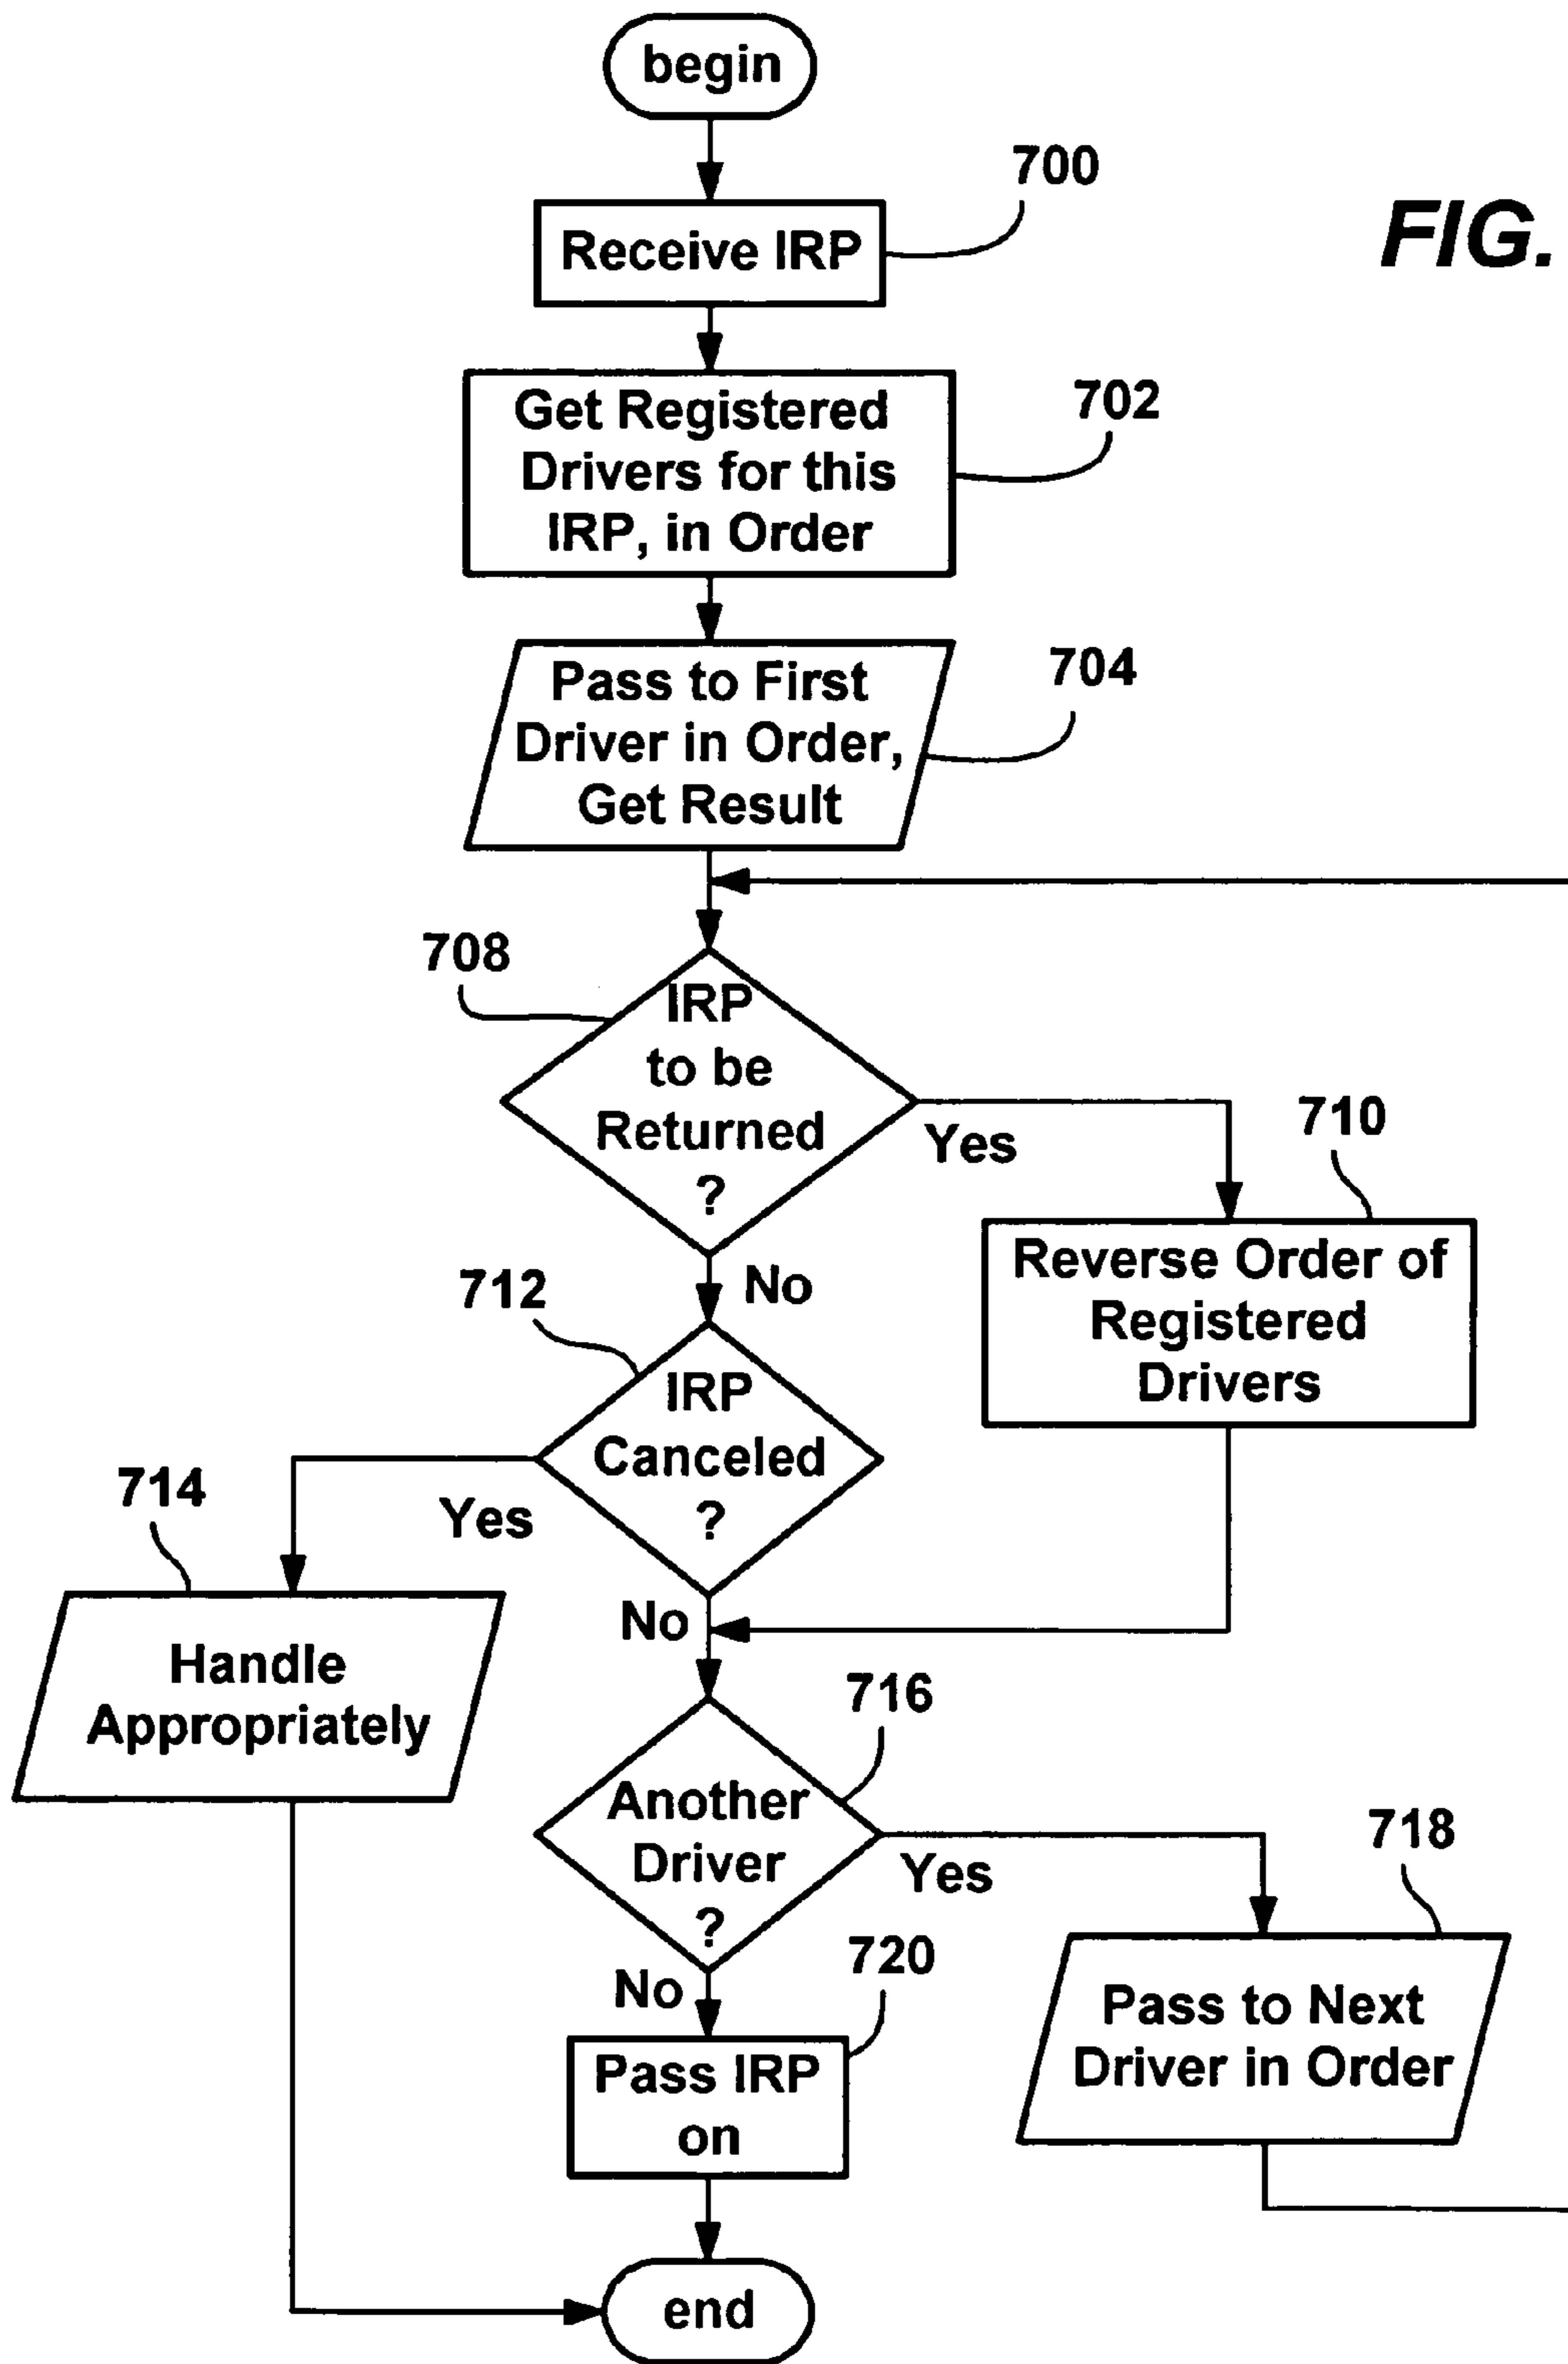 begin
700
FIG.
Receive IRP
702
Get Registered
Drivers for this
IRP, in Order
704
Pass to First
Driver in Order,
Get Result
708
IRP
to be
Returned
?
Yes
710
Reverse Order of
Registered
Drivers
No
712
IRP
Canceled
?
Yes
714
Handle
Appropriately
No
716
Another
Driver
?
Yes
718
Pass to Next
Driver in Order
No
720
Pass IRP
on
end